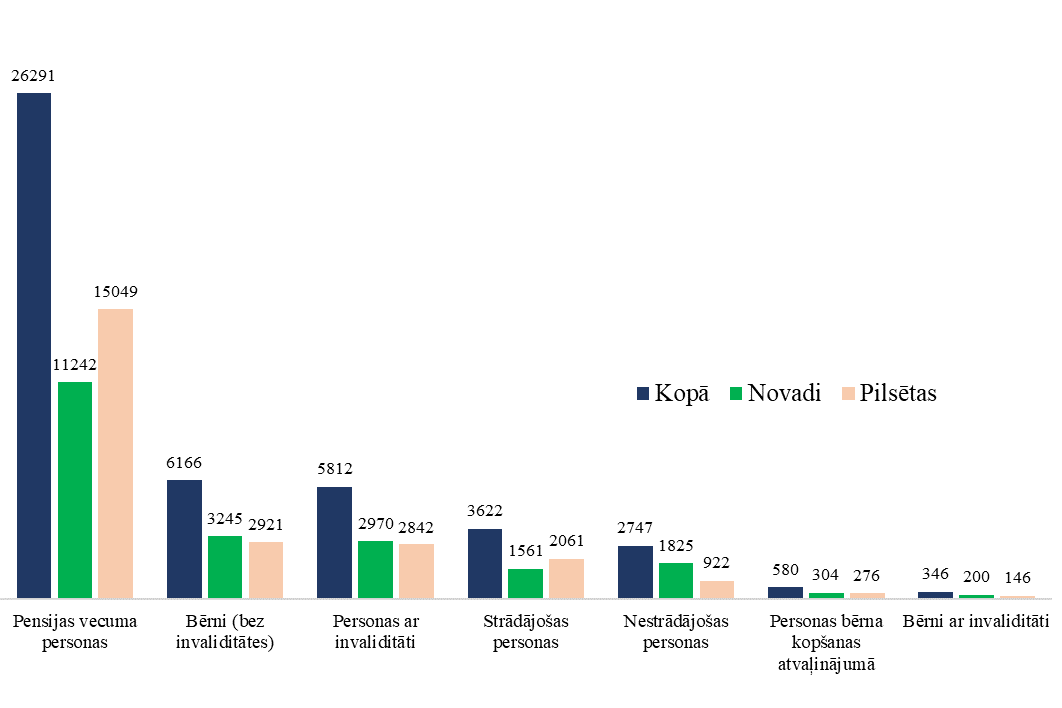 26291
11242
15049
6166
3245
2921
5812
2970
2842
3622
1561
2061
2747
1825
922
580
304
276
346
200
146
Kopā
Novadi
Pilsētas
Pensijas vecuma
personas
Bērni (bez
invaliditātes)
Personas ar
invaliditāti
Strādājošas
personas
Nestrādājošas
personas
Personas bērna
kopšanas
atvaļinājumā
Bērni ar invaliditāti